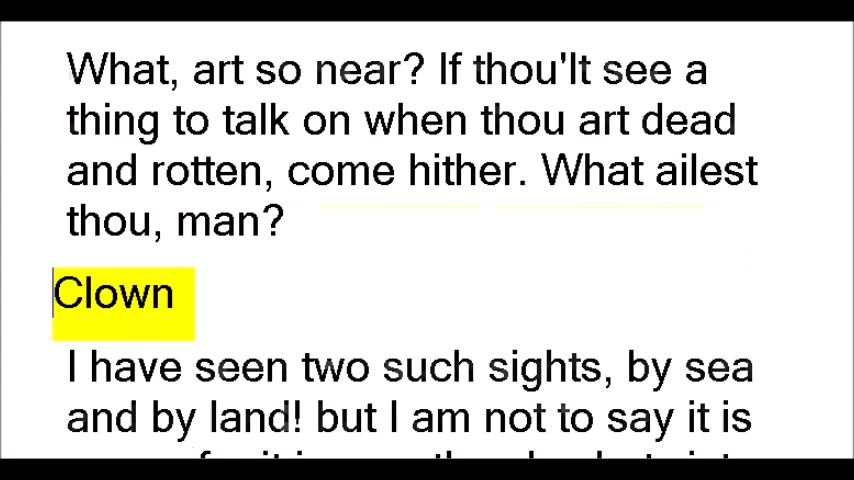 What, art so near? If thou'lt see a
thing to talk on when thou art dead
and rotten, come hither. What ailest
thou, man?
Clown
I have seen two such sights, by sea
and by land! but I am not to say it is